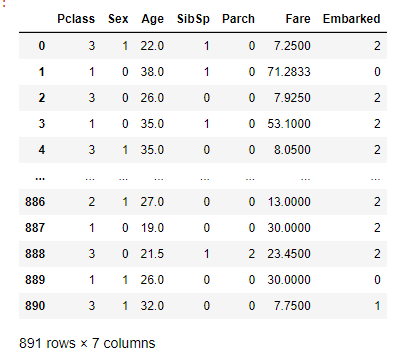 Pclass Sex Age SibSp Parch Fare Embarked
0 3 1 22.0 1 0 7.2500 2
1 1 0 38.0 1 0 71.2833 0
2 3 0 26.0 0 0 7.9250 2
3 1 0 35.0 1 0 53.1000 2
4 3 1 35.0 0 0 8.0500 2
... ... ... ... ... ... ... ...
886 2 1 27.0 0 0 13.0000 2
887 1 0 19.0 0 0 30.0000 2
888 3 0 21.5 1 2 23.4500 2
889 1 1 26.0 0 0 30.0000 0
890 3 1 32.0 0 0 7.7500 1
891 rows × 7 columns